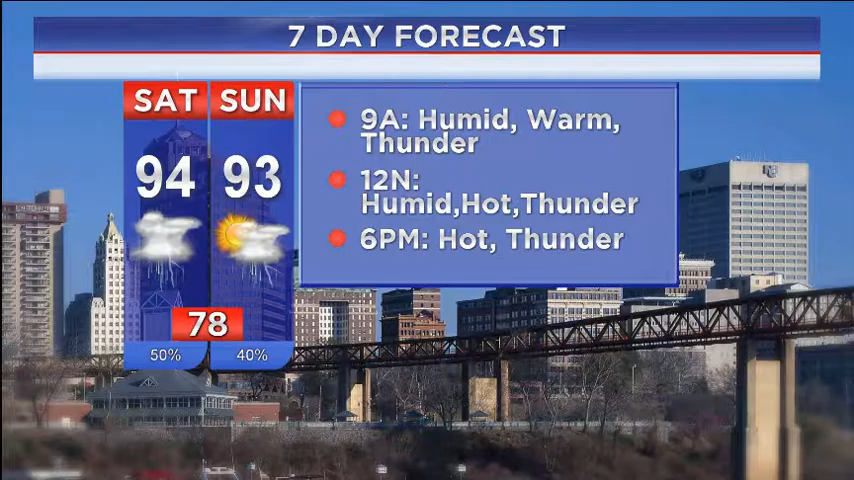 7 DAY FORECAST
SAT SUN
94 93
78
50% 40%
9A: Humid, Warm,
Thunder
12N:
Humid,Hot,Thunder
6PM: Hot, Thunder